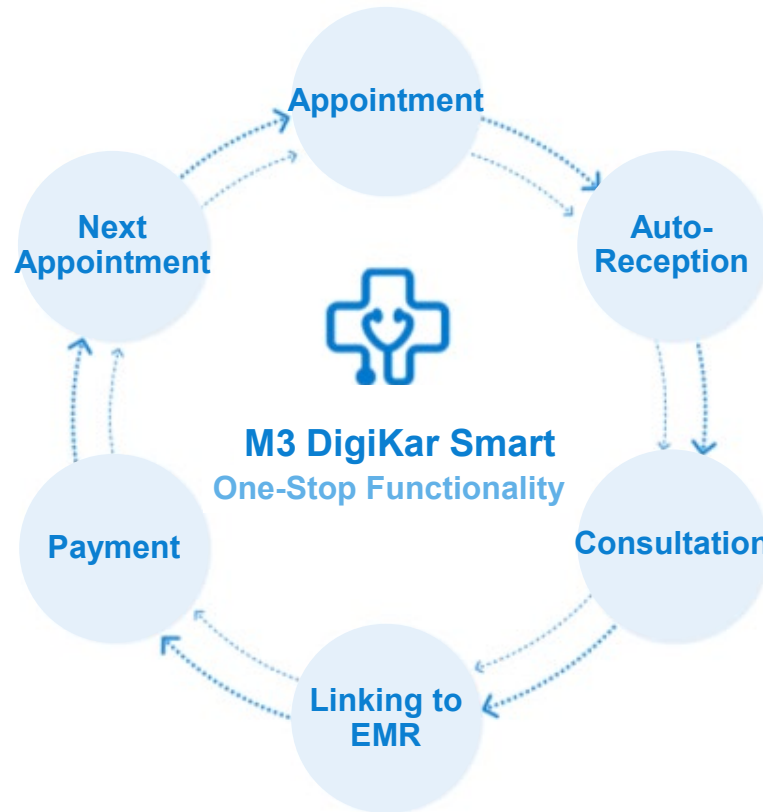 Appointment
Auto-
Reception
Consultation
Linking to
EMR
Payment
Next
Appointment
M3 DigiKar Smart
One-Stop Functionality